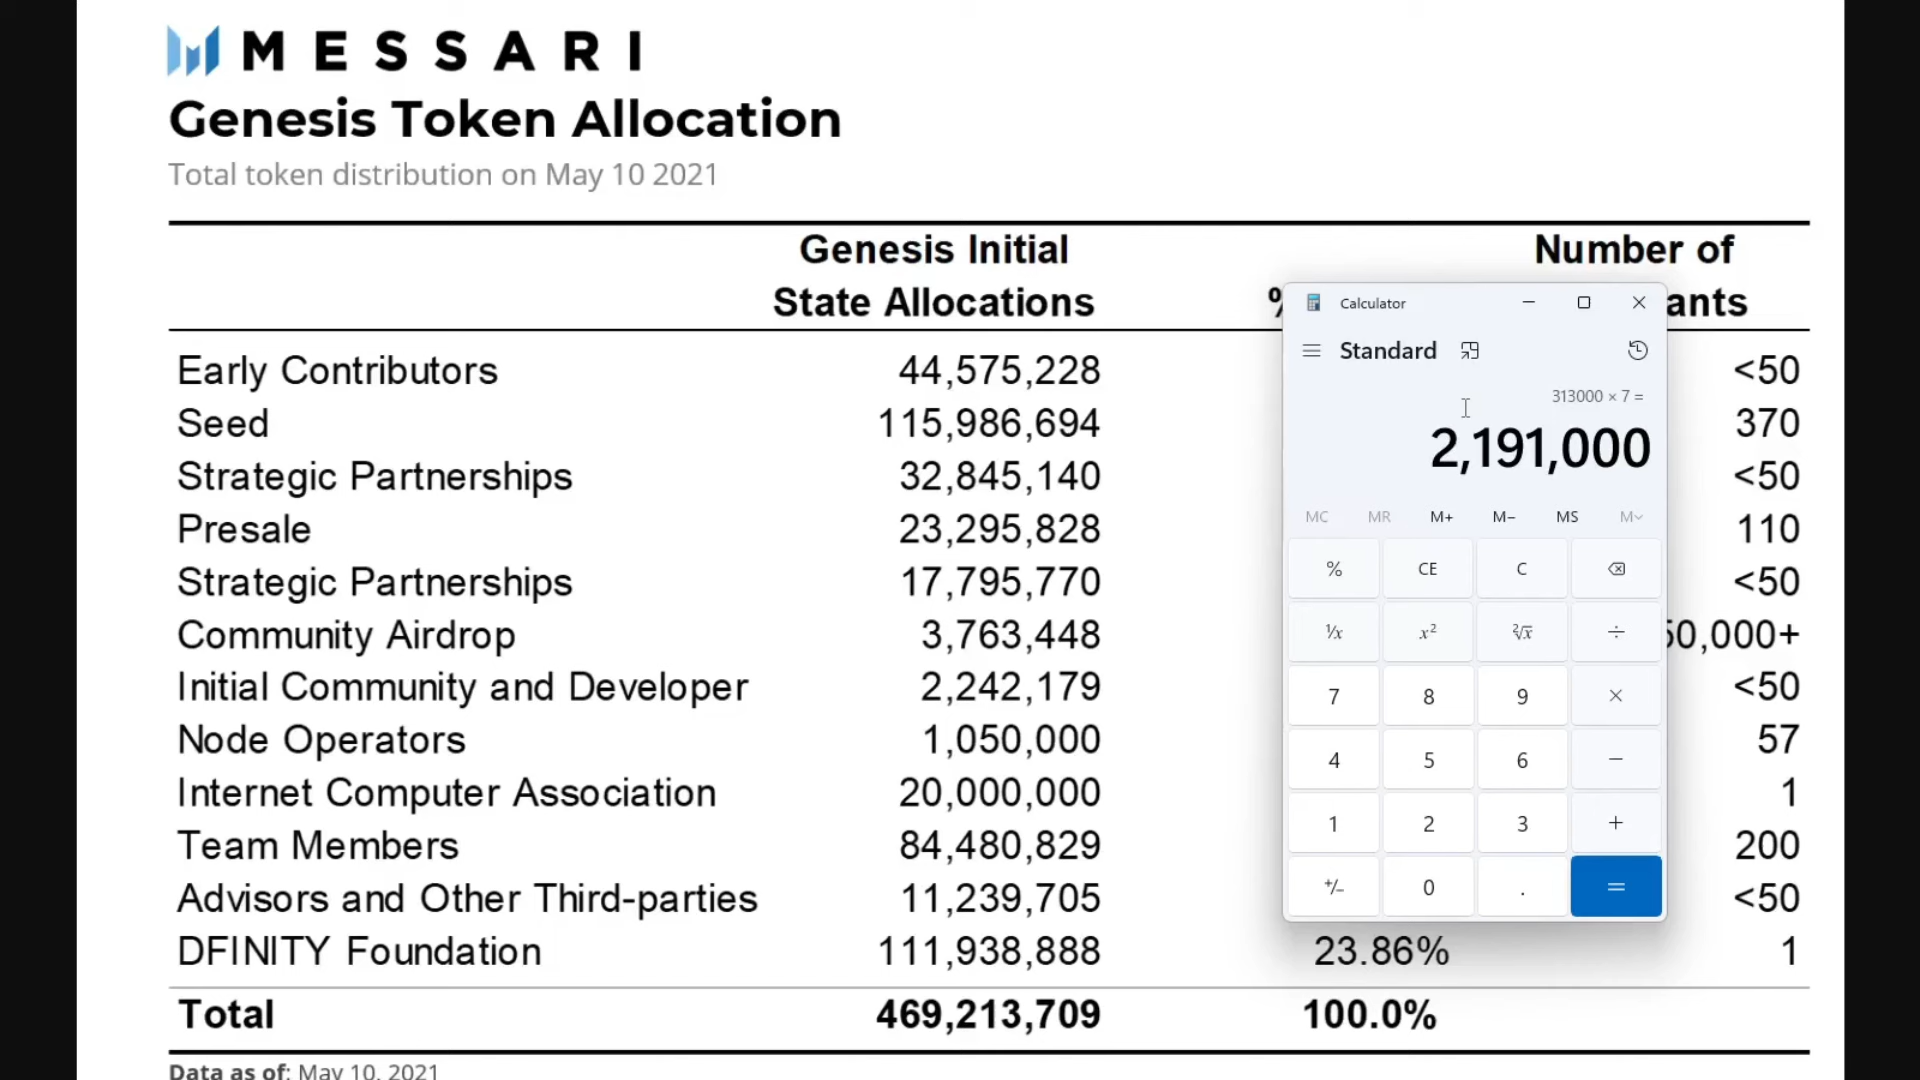 MESSARI
Genesis Token Allocation
Total token distribution on May 10 2021
Genesis Initial Number of
State Allocations % ants
Early Contributors 44,575,228 <50
Seed 115,986,694 370
Strategic Partnerships 32,845,140 <50
Presale 23,295,828 110
Strategic Partnerships 17,795,770 <50
Community Airdrop 3,763,448 50,000+
Initial Community and Developer 2,242,179 <50
Node Operators 1,050,000 57
Internet Computer Association 20,000,000 1
Team Members 84,480,829 200
Advisors and Other Third-parties 11,239,705 <50
DFINITY Foundation 111,938,888 23.86% 1
Total 469,213,709 100.0%
Data as of: May 10, 2021
Calculator
Standard
313000 × 7 =
2,191,000
MC MR M+ M− MS M˅
% CE C
¹/x x² ²√x ÷
7 8 9 ×
4 5 6 −
1 2 3 +
+/− 0 . =